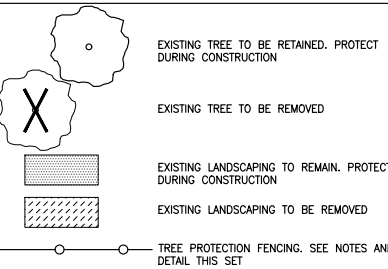 EXISTING TREE TO BE RETAINED. PROTECT
DURING CONSTRUCTION
EXISTING TREE TO BE REMOVED
EXISTING LANDSCAPING TO REMAIN. PROTECT
DURING CONSTRUCTION
EXISTING LANDSCAPING TO BE REMOVED
TREE PROTECTION FENCING. SEE NOTES AND
DETAIL THIS SET